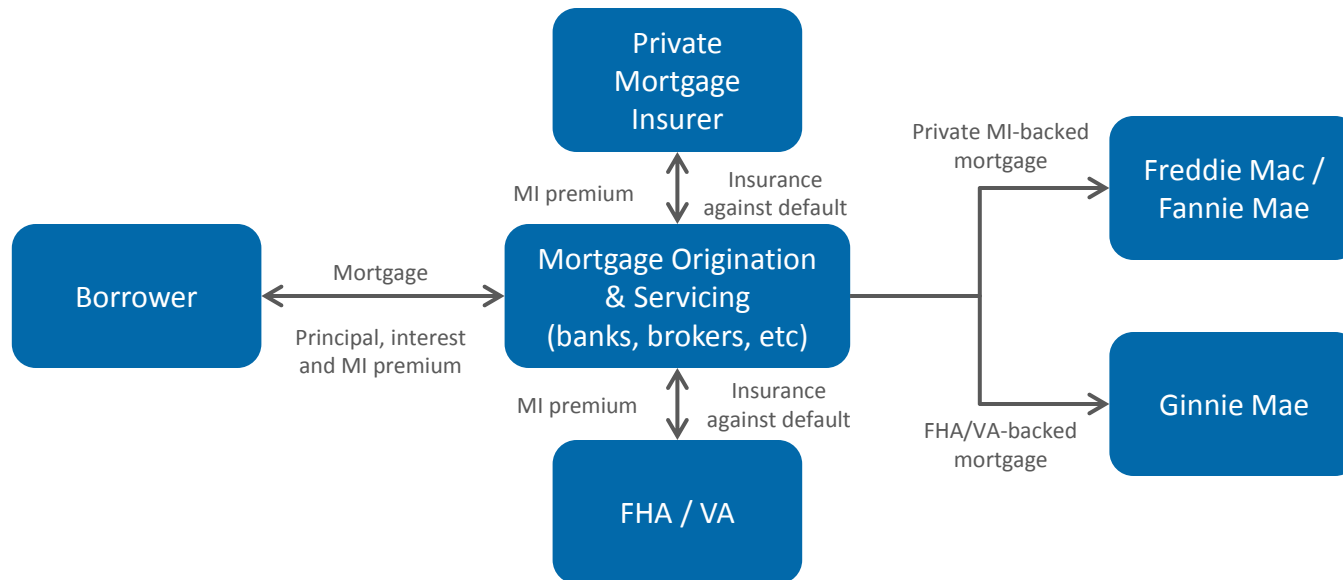 Private
Mortgage
Insurer
Private MI-backed
mortgage
Freddie Mac /
Fannie Mae
MI premium
Insurance
against default
Borrower
Mortgage
Principal, interest
and MI premium
Mortgage Origination
& Servicing
(banks, brokers, etc)
MI premium
Insurance
against default
FHA / VA
FHA/VA-backed
mortgage
Ginnie Mae